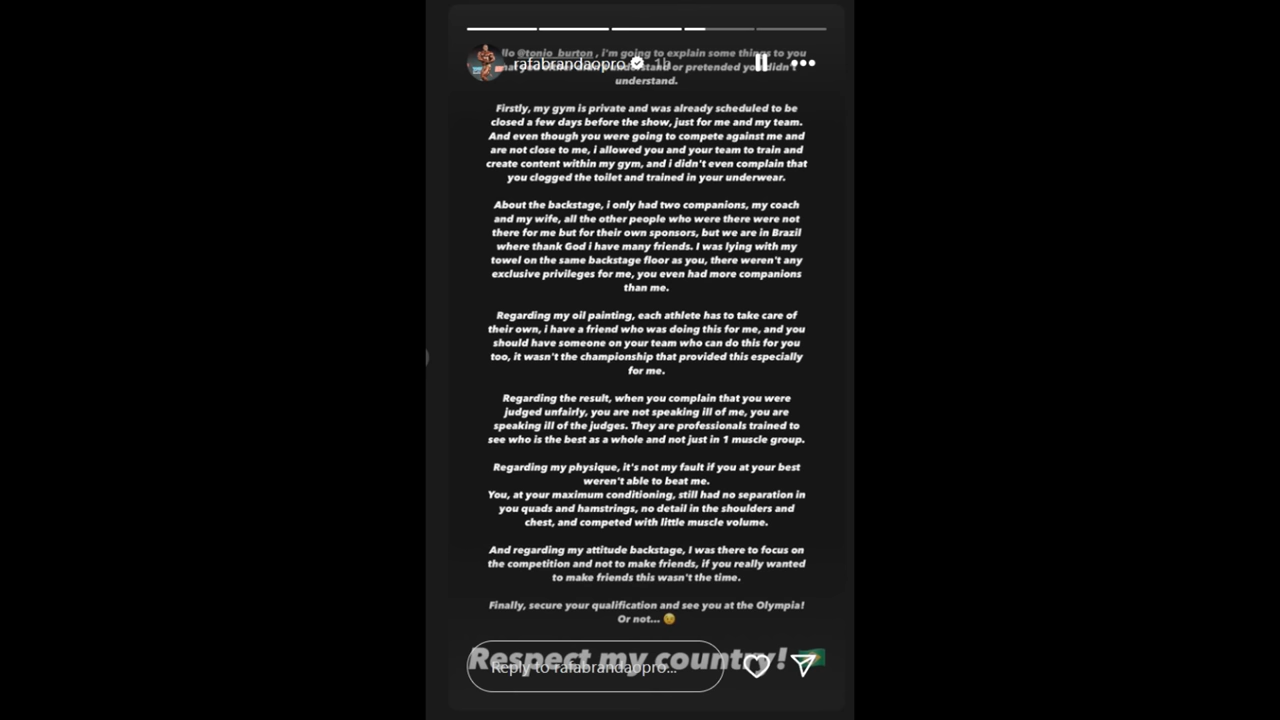 llo @tonio_burton , i'm going to explain some things to you
rafabrandaopro 1h
understand or pretended you didn't
understand.
Firstly, my gym is private and was already scheduled to be
closed a few days before the show, just for me and my team.
And even though you were going to compete against me and
are not close to me, i allowed you and your team to train and
create content within my gym, and i didn't even complain that
you clogged the toilet and trained in your underwear.
About the backstage, i only had two companions, my coach
and my wife, all the other people who were there were not
there for me but for their own sponsors, but we are in Brazil
where thank God i have many friends. I was lying with my
towel on the same backstage floor as you, there weren't any
exclusive privileges for me, you even had more companions
than me.
Regarding my oil painting, each athlete has to take care of
their own, i have a friend who was doing this for me, and you
should have someone on your team who can do this for you
too, it wasn't the championship that provided this especially
for me.
Regarding the result, when you complain that you were
judged unfairly, you are not speaking ill of me, you are
speaking ill of the judges. They are professionals trained to
see who is the best as a whole and not just in 1 muscle group.
Regarding my physique, it's not my fault if you at your best
weren't able to beat me.
You, at your maximum conditioning, still had no separation in
you quads and hamstrings, no detail in the shoulders and
chest, and competed with little muscle volume.
And regarding my attitude backstage, I was there to focus on
the competition and not to make friends, if you really wanted
to make friends this wasn't the time.
Finally, secure your qualification and see you at the Olympia!
Or not... 😉
Respect my country! 🇧🇷
Reply to rafabrandaopro...